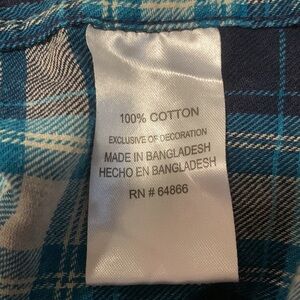 100% COTTON
EXCLUSIVE OF DECORATION
MADE IN BANGLADESH
HECHO EN BANGLADESH
RN # 64866